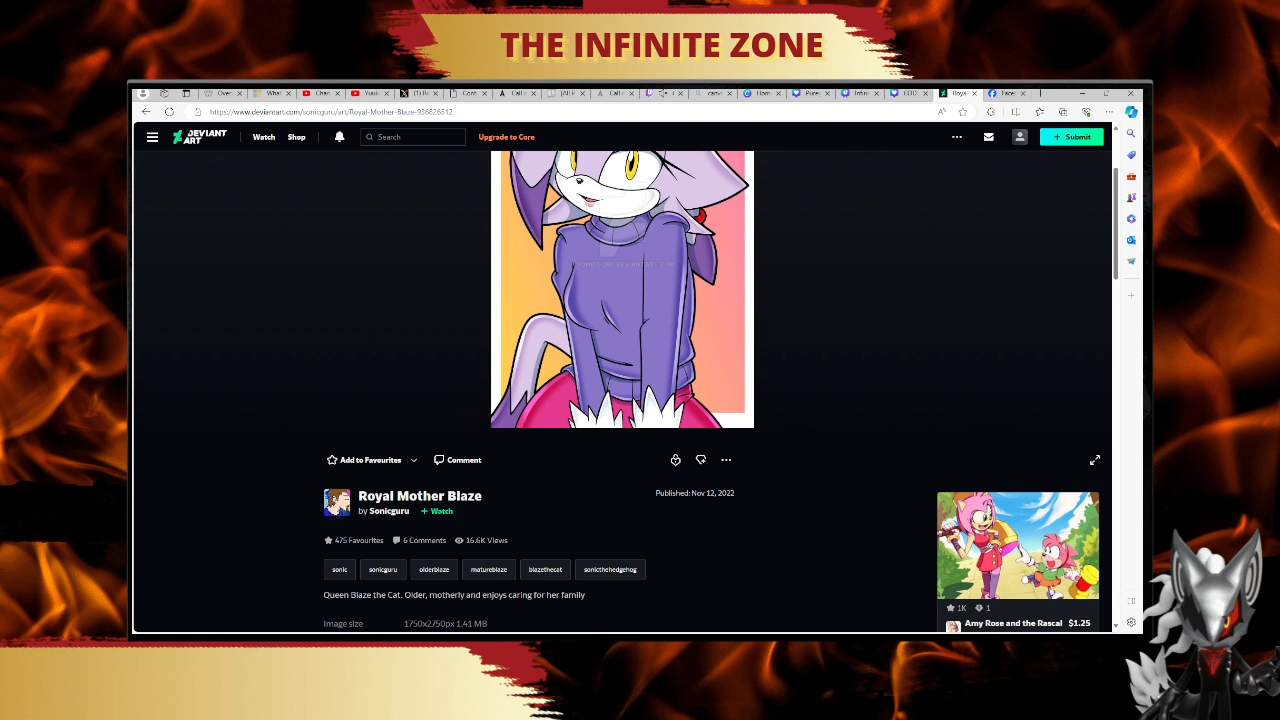 THE INFINITE ZONE
https://www.deviantart.com/sonicguru/art/Royal-Mother-Blaze-936826512
DEVIANT ART
Watch
Shop
Search
Upgrade to Core
+ Submit
Add to Favourites
Comment
Royal Mother Blaze
Published: Nov 12, 2022
by Sonicguru + Watch
475 Favourites 6 Comments 16.6K Views
sonic sonicguru olderblaze matureblaze blazethecat sonicthehedgehog
Queen Blaze the Cat. Older, motherly and enjoys caring for her family
1K 1
Image size 1750x2750px 1.41 MB
Amy Rose and the Rascal $1.25